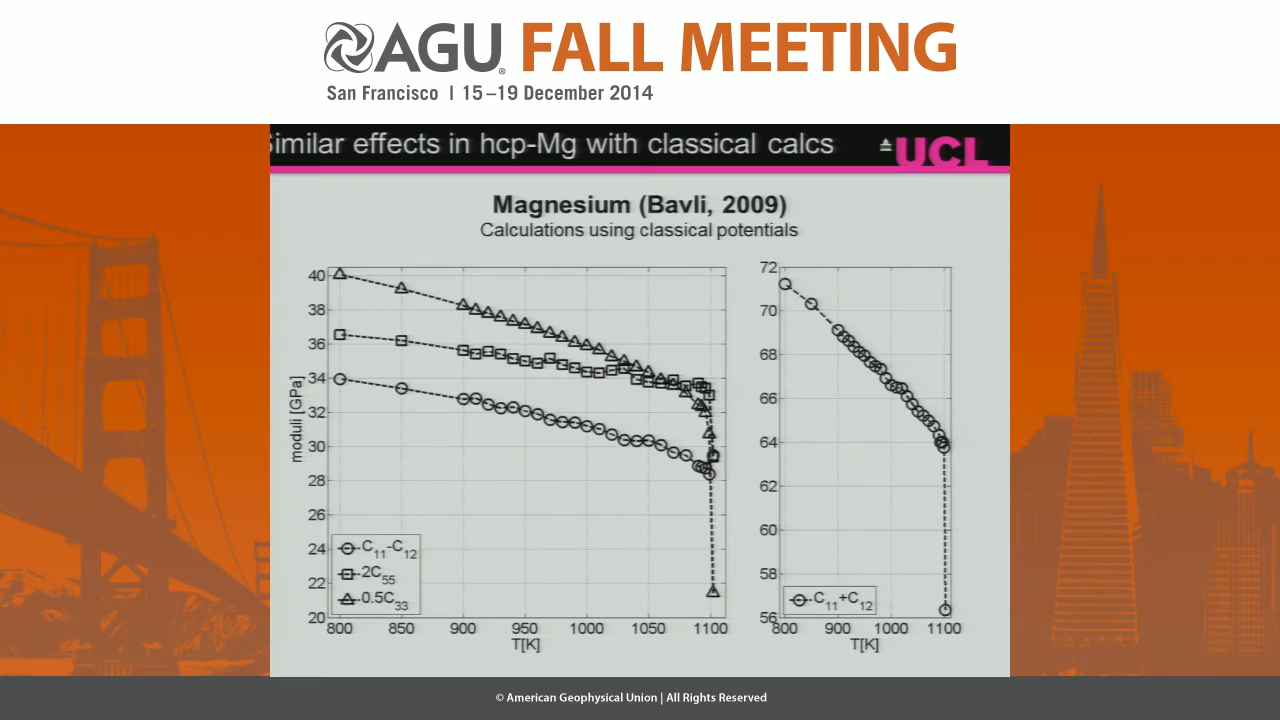 AGU® FALL MEETING
San Francisco | 15–19 December 2014
Similar effects in hcp-Mg with classical calcs
UCL
Magnesium (Bavli, 2009)
Calculations using classical potentials
moduli [GPa]
40
38
36
34
32
30
28
26
24
22
20
C11-C12
2C55
0.5C33
800 850 900 950 1000 1050 1100
T[K]
72
70
68
66
64
62
60
58
56
C11+C12
800 900 1000 1100
T[K]
© American Geophysical Union | All Rights Reserved